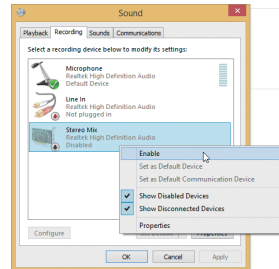 Sound
Playback Recording Sounds Communications
Select a recording device below to modify its settings:
Microphone
Realtek High Definition Audio
Default Device
Line In
Realtek High Definition Audio
Not plugged in
Stereo Mix
Realtek High Definition Audio
Disabled
Enable
Set as Default Device
Set as Default Communication Device
Show Disabled Devices
Show Disconnected Devices
Properties
Configure
Properties
OK Cancel Apply